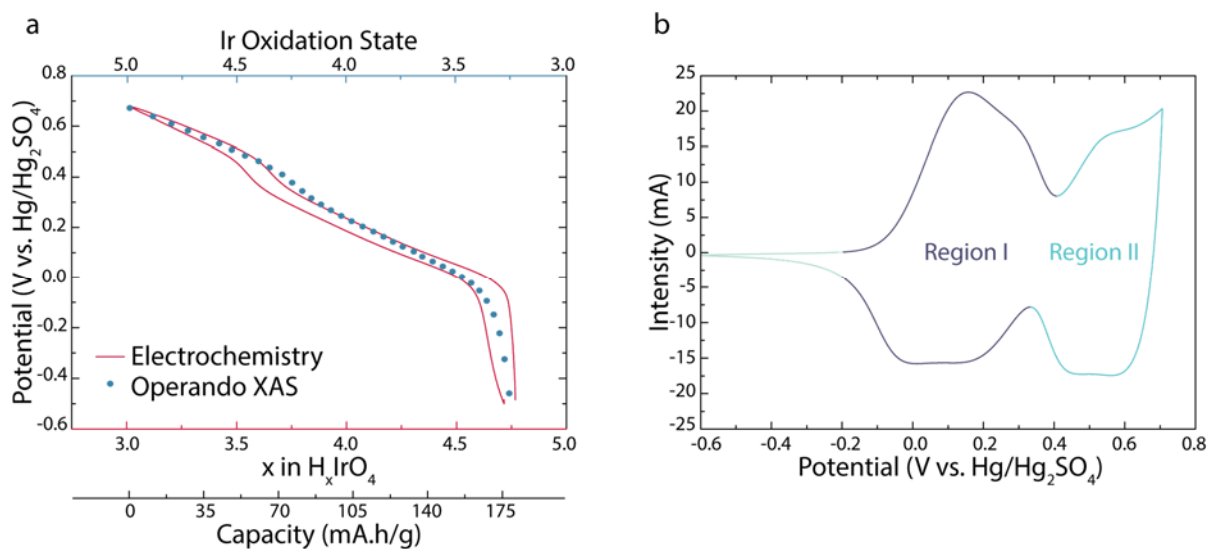 a
Ir Oxidation State
5.0 4.5 4.0 3.5 3.0
0.8
0.6
0.4
0.2
0.0
-0.2
-0.4
-0.6
Potential (V vs. Hg/Hg₂SO₄)
Electrochemistry
Operando XAS
3.0 3.5 4.0 4.5 5.0
x in HₓIrO₄
0 35 70 105 140 175
Capacity (mA.h/g)
b
25
20
15
10
5
0
-5
-10
-15
-20
-25
Intensity (mA)
Region I Region II
-0.6 -0.4 -0.2 0.0 0.2 0.4 0.6 0.8
Potential (V vs. Hg/Hg₂SO₄)